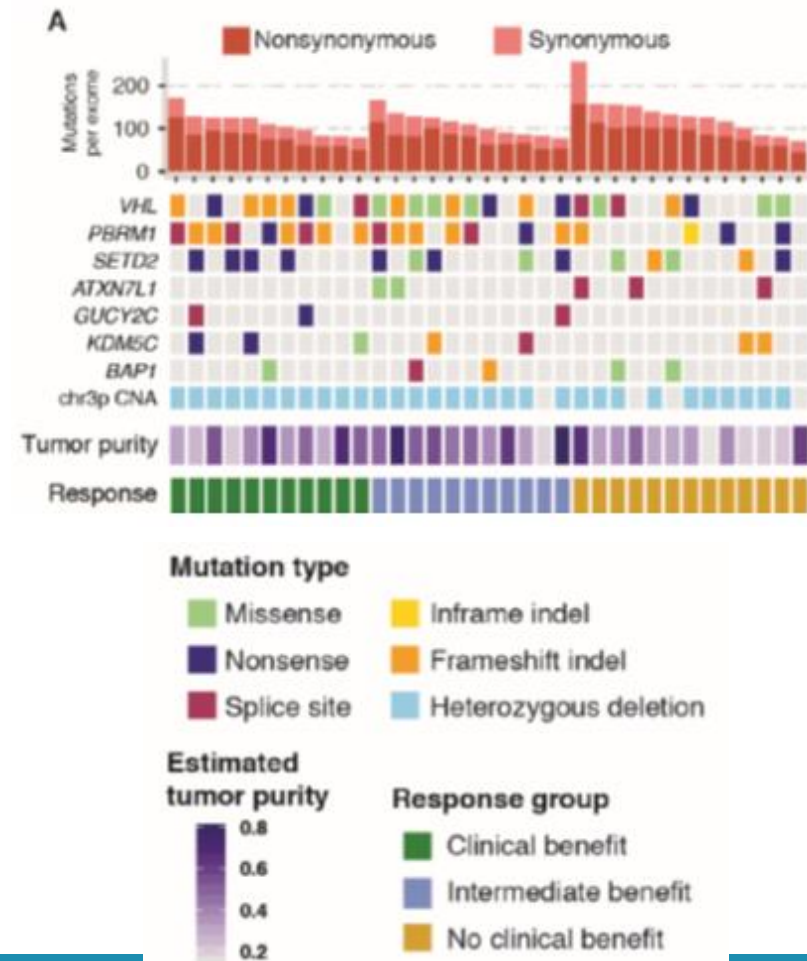 A
Nonsynonymous Synonymous
Mutations
per exome
200
100
0
VHL
PBRM1
SETD2
ATXN7L1
GUCY2C
KDM5C
BAP1
chr3p CNA
Tumor purity
Response
Mutation type
Missense Inframe indel
Nonsense Frameshift indel
Splice site Heterozygous deletion
Estimated
tumor purity
0.8
0.6
0.4
0.2
Response group
Clinical benefit
Intermediate benefit
No clinical benefit